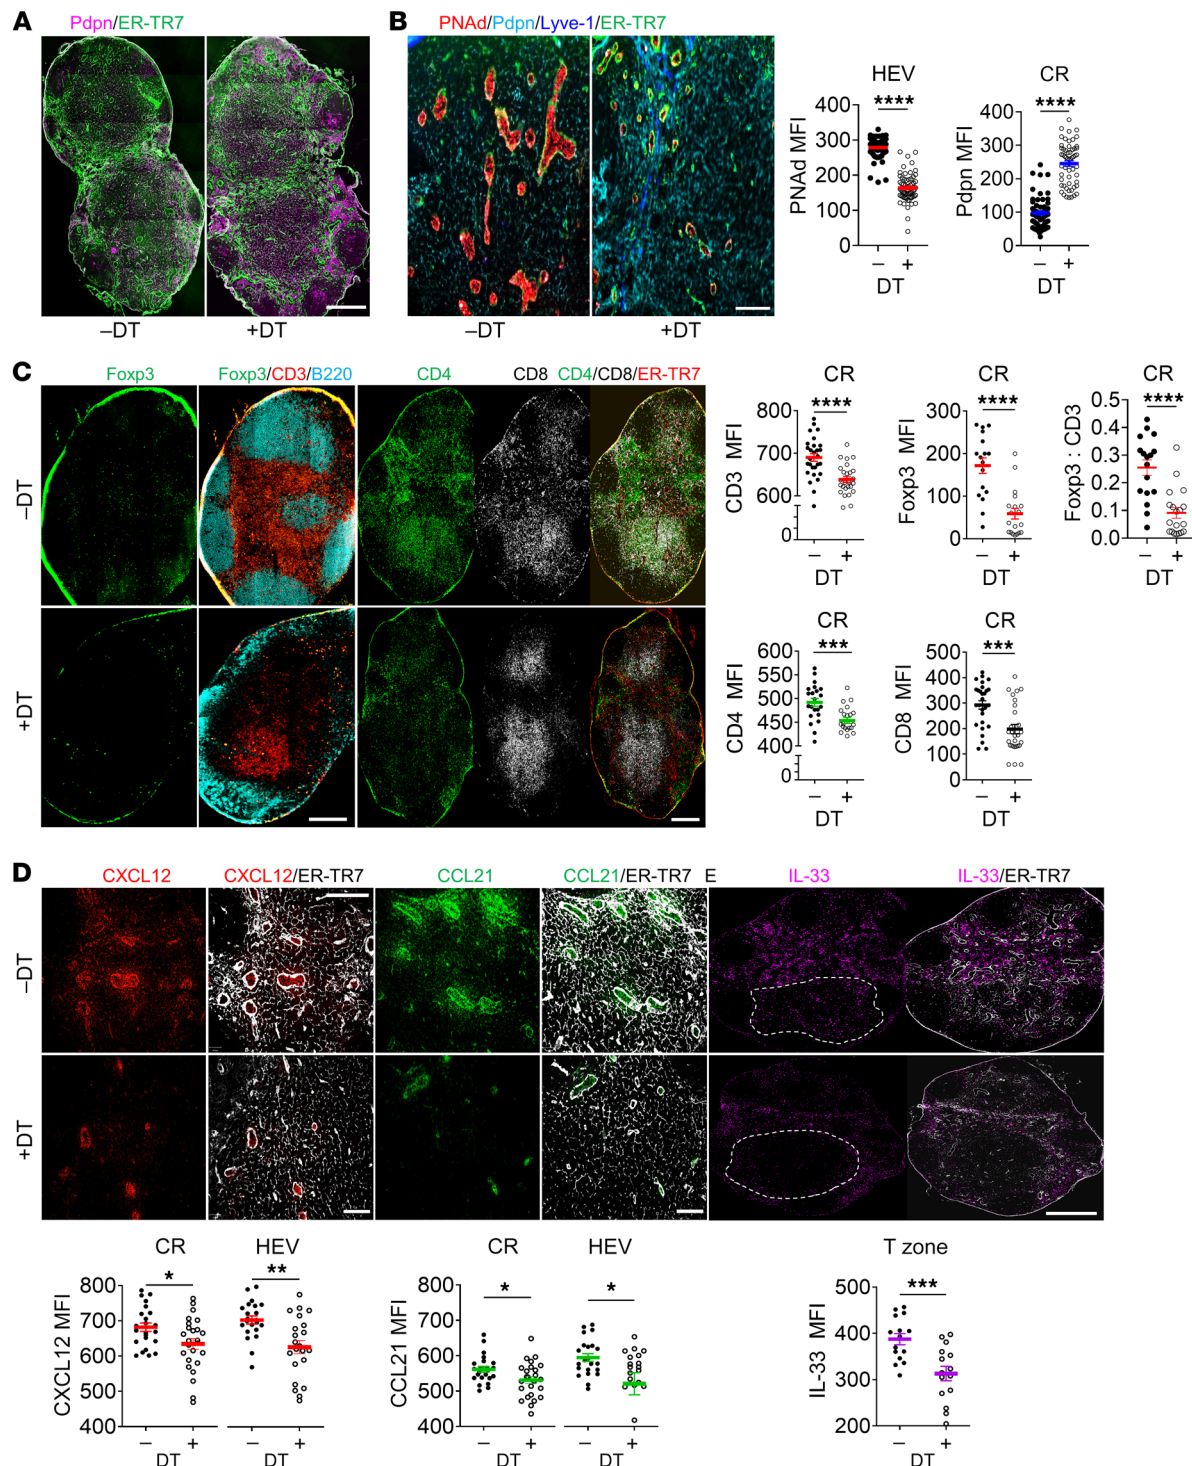 A
Pdpn/ER-TR7
–DT
+DT
B
PNAd/Pdpn/Lyve-1/ER-TR7
–DT
+DT
HEV
****
PNAd MFI
400
300
200
100
0
– +
DT
CR
****
Pdpn MFI
400
300
200
100
0
– +
DT
C
Foxp3
Foxp3/CD3/B220
CD4
CD8
CD4/CD8/ER-TR7
–DT
+DT
CR
****
CD3 MFI
800
700
600
0
– +
DT
CR
****
Foxp3 MFI
300
200
100
0
– +
DT
CR
****
Foxp3 : CD3
0.5
0.4
0.3
0.2
0.1
0.0
– +
DT
CR
***
CD4 MFI
600
550
500
450
400
0
– +
DT
CR
***
CD8 MFI
500
400
300
200
100
0
– +
DT
D
CXCL12
CXCL12/ER-TR7
CCL21
CCL21/ER-TR7
E
IL-33
IL-33/ER-TR7
–DT
+DT
CR
HEV
*
**
CXCL12 MFI
800
700
600
500
400
– + – +
DT
CR
HEV
*
*
CCL21 MFI
800
700
600
500
400
– + – +
DT
T zone
***
IL-33 MFI
500
400
300
200
– +
DT